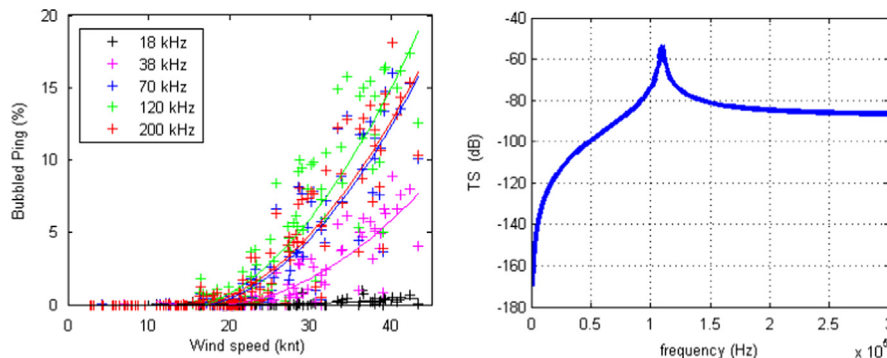 20
15
10
5
0
Bubbled Ping (%)
18 kHz
38 kHz
70 kHz
120 kHz
200 kHz
0 10 20 30 40
Wind speed (knt)
-40
-60
-80
-100
-120
-140
-160
-180
TS (dB)
0 0.5 1 1.5 2 2.5
frequency (Hz)